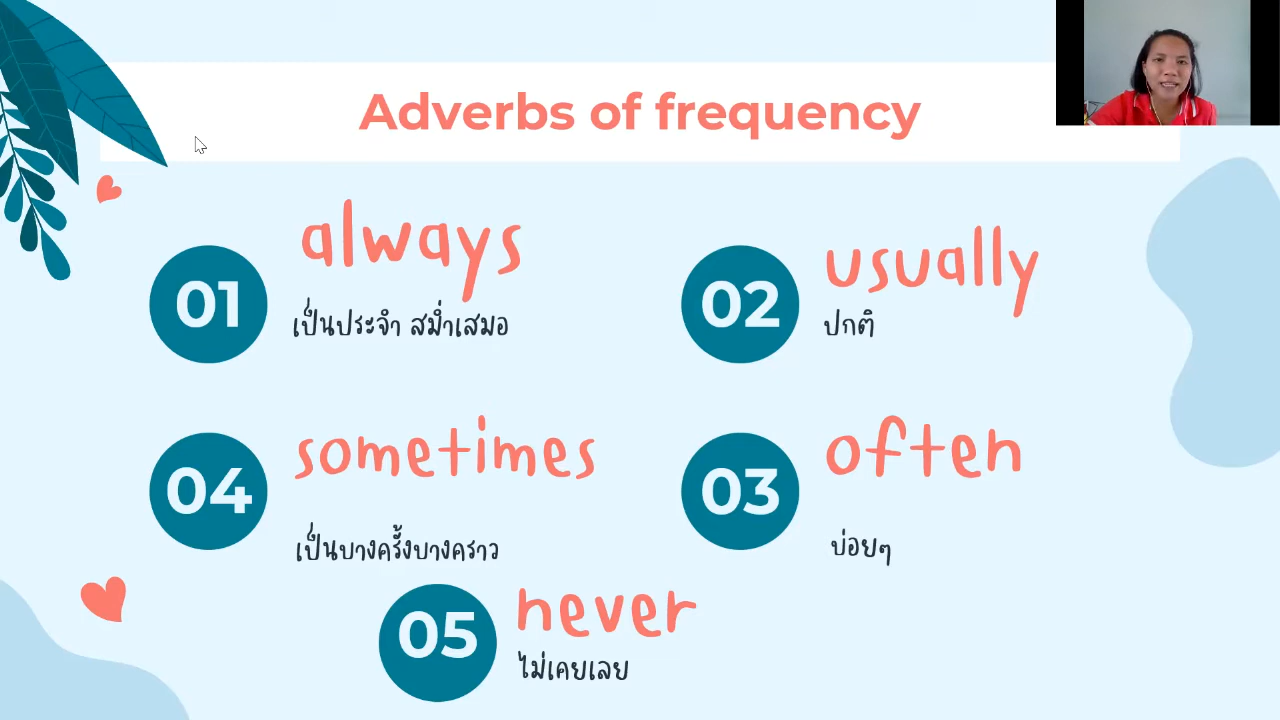 Adverbs of frequency
01
always
เป็นประจำ สม่ำเสมอ
02
usually
ปกติ
04
sometimes
เป็นบางครั้งบางคราว
03
often
บ่อยๆ
05
never
ไม่เคยเลย